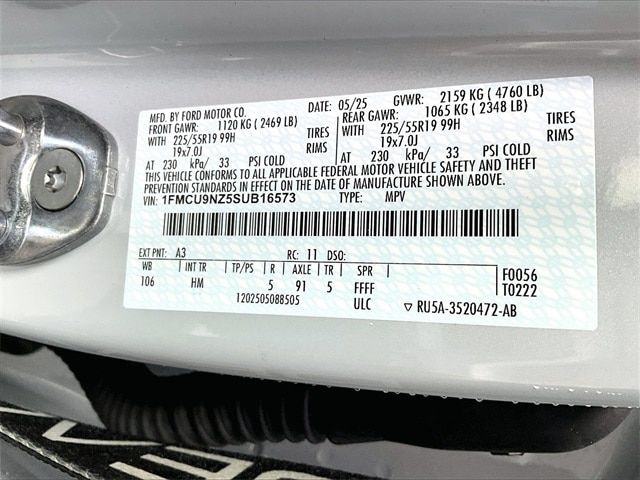 MFD. BY FORD MOTOR CO. DATE: 05/25 GVWR: 2159 KG ( 4760 LB)
FRONT GAWR: 1120 KG ( 2469 LB) REAR GAWR: 1065 KG ( 2348 LB)
WITH 225/55R19 99H TIRES WITH 225/55R19 99H TIRES
19x7.0J RIMS 19x7.0J RIMS
AT 230 kPa/ 33 PSI COLD AT 230 kPa/ 33 PSI COLD
THIS VEHICLE CONFORMS TO ALL APPLICABLE FEDERAL MOTOR VEHICLE SAFETY AND THEFT
PREVENTION STANDARDS IN EFFECT ON THE DATE OF MANUFACTURE SHOWN ABOVE.
VIN: 1FMCU9NZ5SUB16573 TYPE: MPV
EXT PNT: A3 RC: 11 DSO:
WB INT TR TP/PS R AXLE TR SPR F0056
106 HM 5 91 5 FFFF T0222
1202505088505 ULC RU5A-3520472-AB